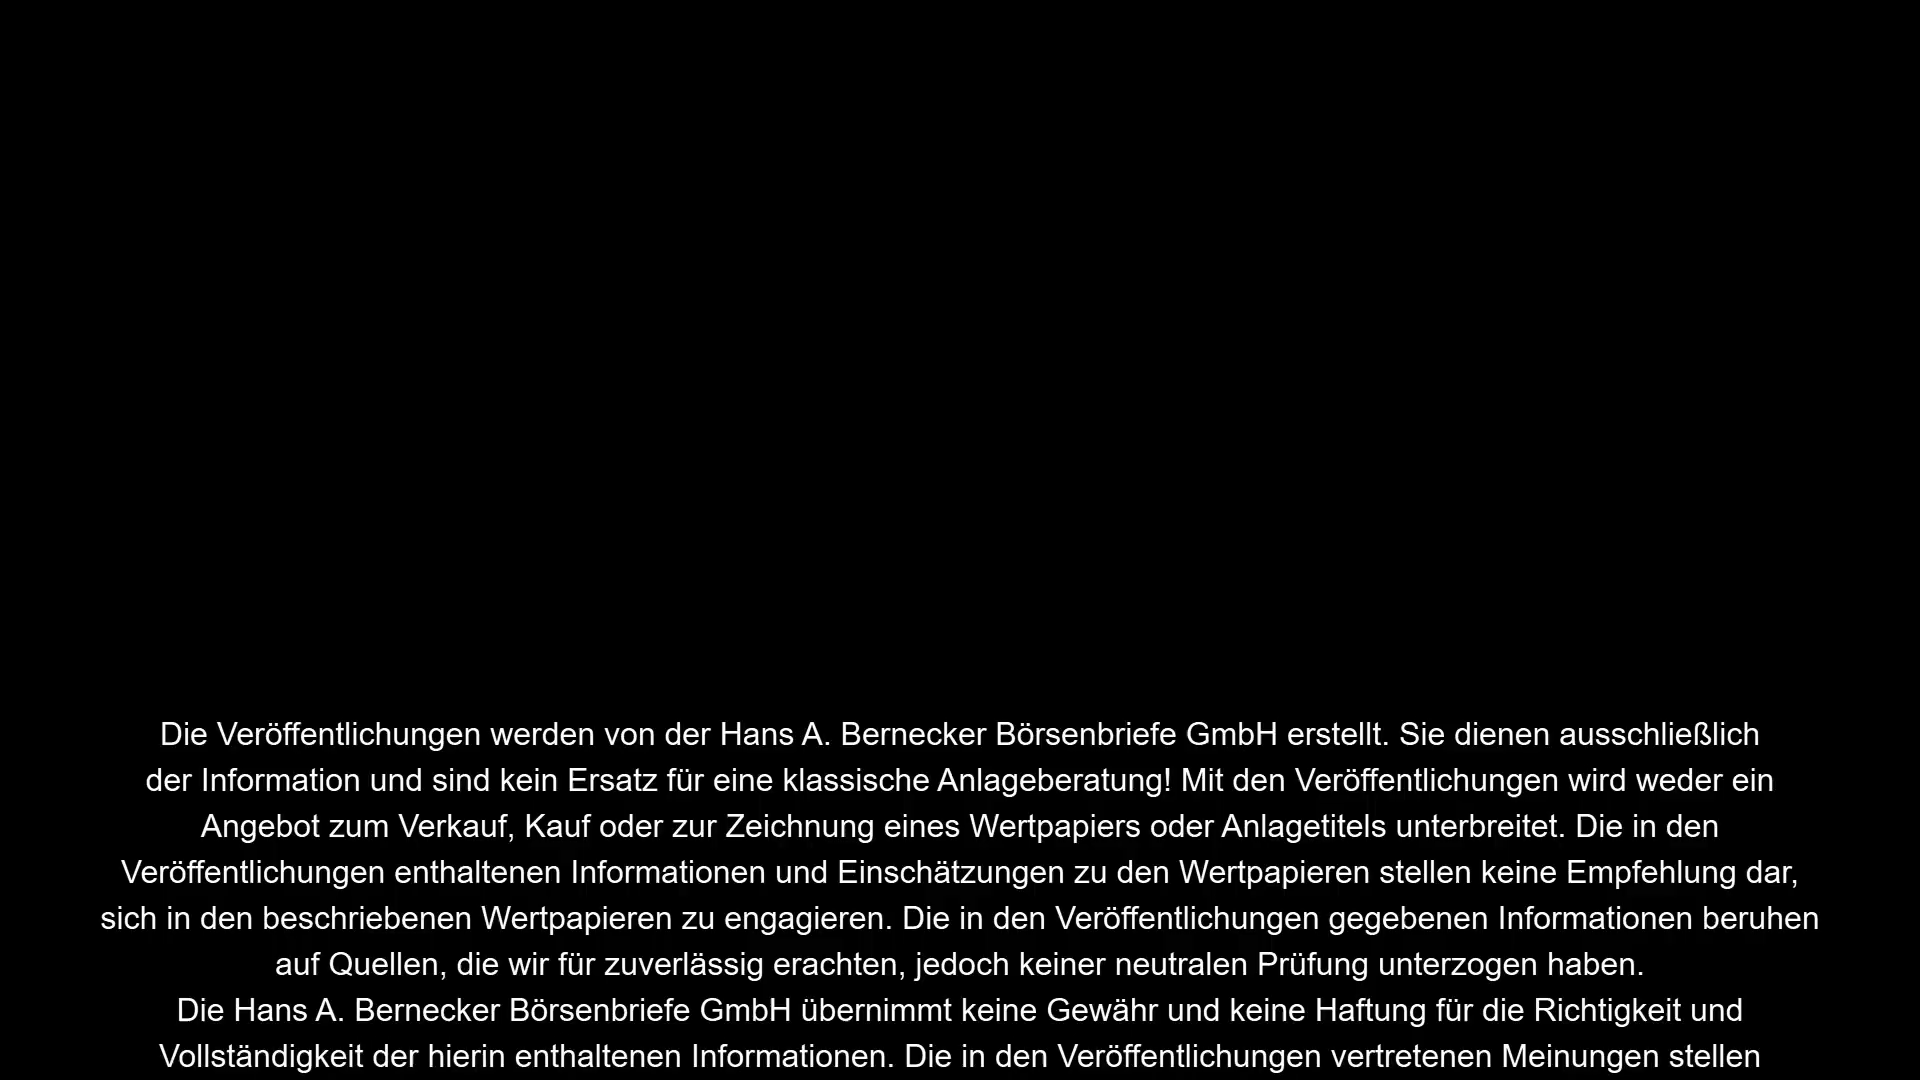 Die Veröffentlichungen werden von der Hans A. Bernecker Börsenbriefe GmbH erstellt. Sie dienen ausschließlich
der Information und sind kein Ersatz für eine klassische Anlageberatung! Mit den Veröffentlichungen wird weder ein
Angebot zum Verkauf, Kauf oder zur Zeichnung eines Wertpapiers oder Anlagetitels unterbreitet. Die in den
Veröffentlichungen enthaltenen Informationen und Einschätzungen zu den Wertpapieren stellen keine Empfehlung dar,
sich in den beschriebenen Wertpapieren zu engagieren. Die in den Veröffentlichungen gegebenen Informationen beruhen
auf Quellen, die wir für zuverlässig erachten, jedoch keiner neutralen Prüfung unterzogen haben.
Die Hans A. Bernecker Börsenbriefe GmbH übernimmt keine Gewähr und keine Haftung für die Richtigkeit und
Vollständigkeit der hierin enthaltenen Informationen. Die in den Veröffentlichungen vertretenen Meinungen stellen